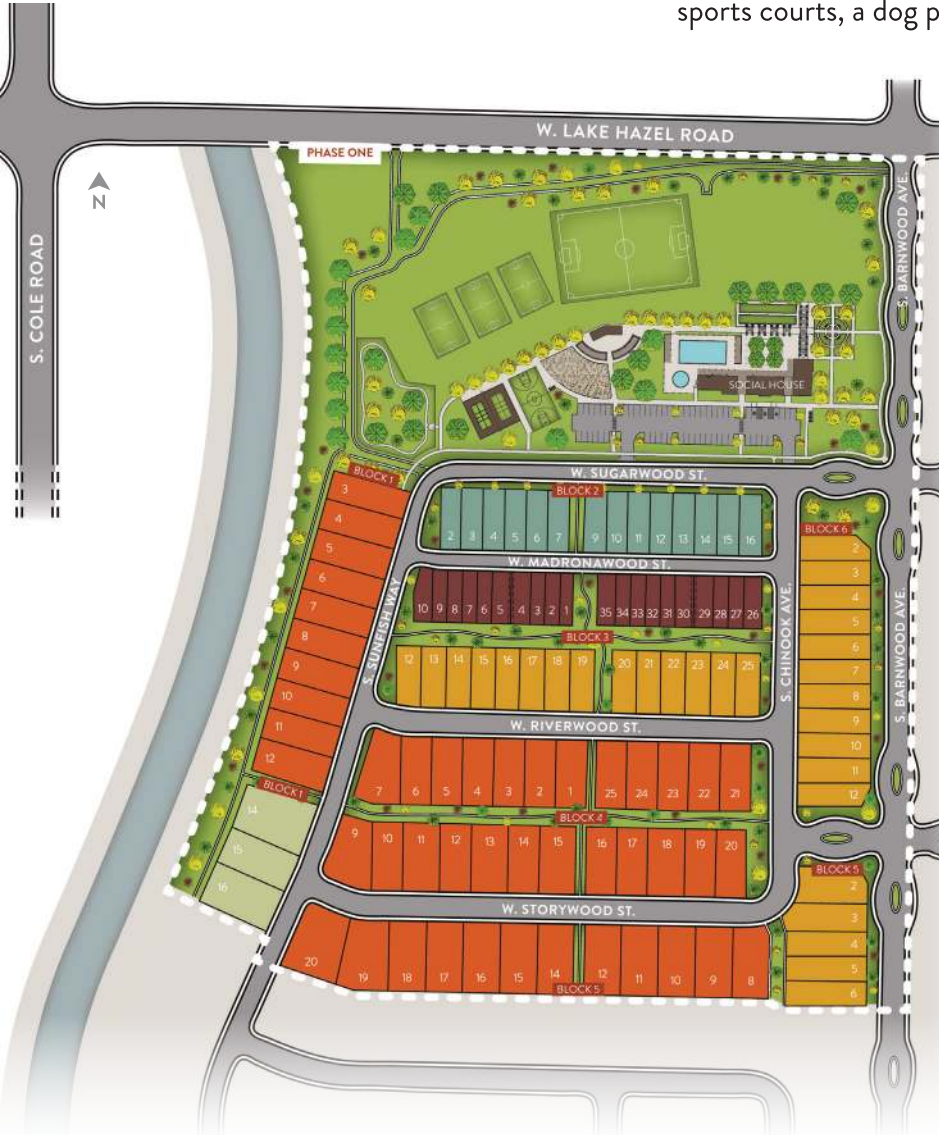 sports courts, a dog p
W. LAKE HAZEL ROAD
PHASE ONE
N
S. COLE ROAD
S. BARNWOOD AVE.
SOCIAL HOUSE
W. SUGARWOOD ST.
BLOCK 1
3
4
5
6
7
8
9
10
11
12
BLOCK 1
14
15
16
S. SUNFISH WAY
BLOCK 2
2 3 4 5 6 7 9 10 11 12 13 14 15 16
W. MADRONAWOOD ST.
10 9 8 7 6 5 4 3 2 1 35 34 33 32 31 30 29 28 27 26
BLOCK 3
12 13 14 15 16 17 18 19 20 21 22 23 24 25
S. CHINOOK AVE.
BLOCK 6
2
3
4
5
6
7
8
9
10
11
12
S. BARNWOOD AVE.
W. RIVERWOOD ST.
7 6 5 4 3 2 1 25 24 23 22 21
BLOCK 4
9 10 11 12 13 14 15 16 17 18 19 20
BLOCK 5
2
3
4
5
6
W. STORYWOOD ST.
20 19 18 17 16 15 14 12 11 10 9 8
BLOCK 5